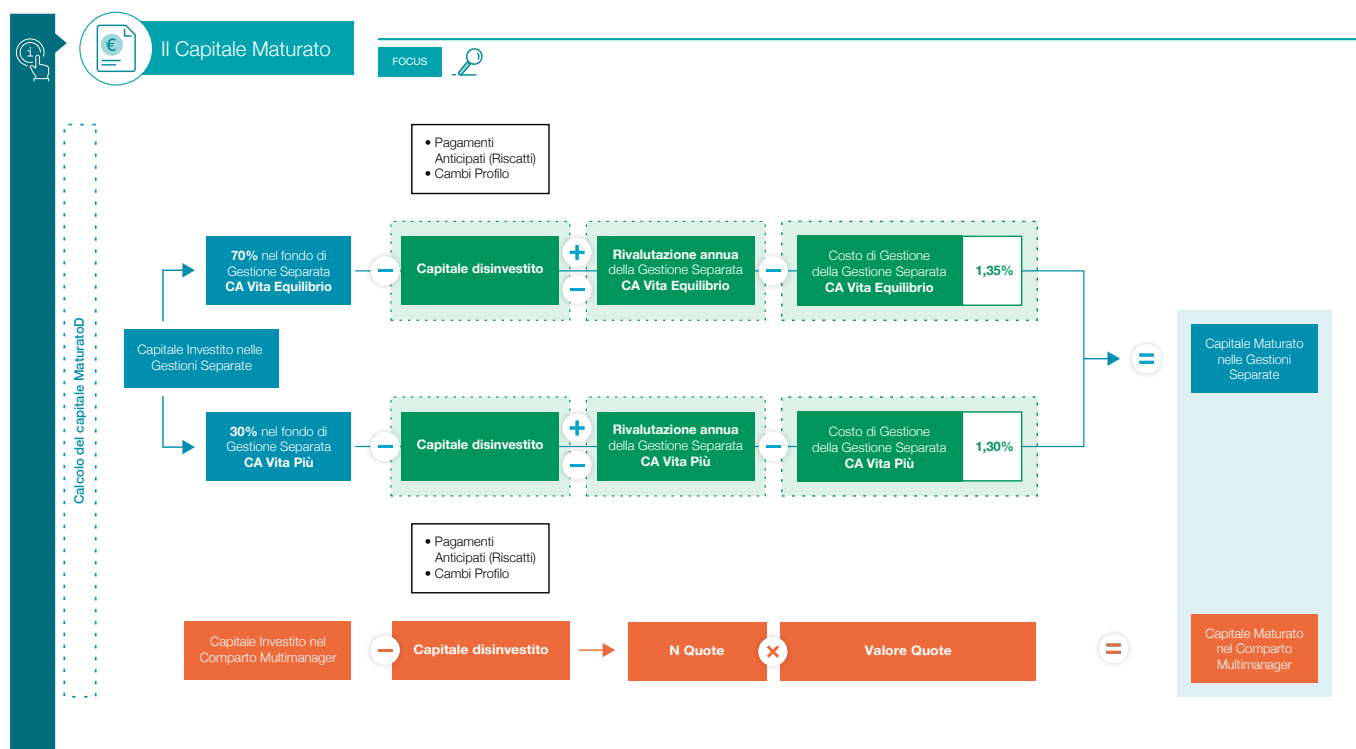 Il Capitale Maturato
FOCUS
Calcolo del capitale MaturatoD
• Pagamenti
Anticipati (Riscatti)
• Cambi Profilo
Capitale Investito nelle
Gestioni Separate
70% nel fondo di
Gestione Separata
CA Vita Equilibrio
−
Capitale disinvestito
+
−
Rivalutazione annua
della Gestione Separata
CA Vita Equilibrio
−
Costo di Gestione
della Gestione Separata
CA Vita Equilibrio
1,35%
30% nel fondo di
Gestione Separata
CA Vita Più
−
Capitale disinvestito
+
−
Rivalutazione annua
della Gestione Separata
CA Vita Più
−
Costo di Gestione
della Gestione Separata
CA Vita Più
1,30%
=
Capitale Maturato
nelle Gestioni
Separate
• Pagamenti
Anticipati (Riscatti)
• Cambi Profilo
Capitale Investito nel
Comparto Multimanager
−
Capitale disinvestito
N Quote
×
Valore Quote
=
Capitale Maturato
nel Comparto
Multimanager